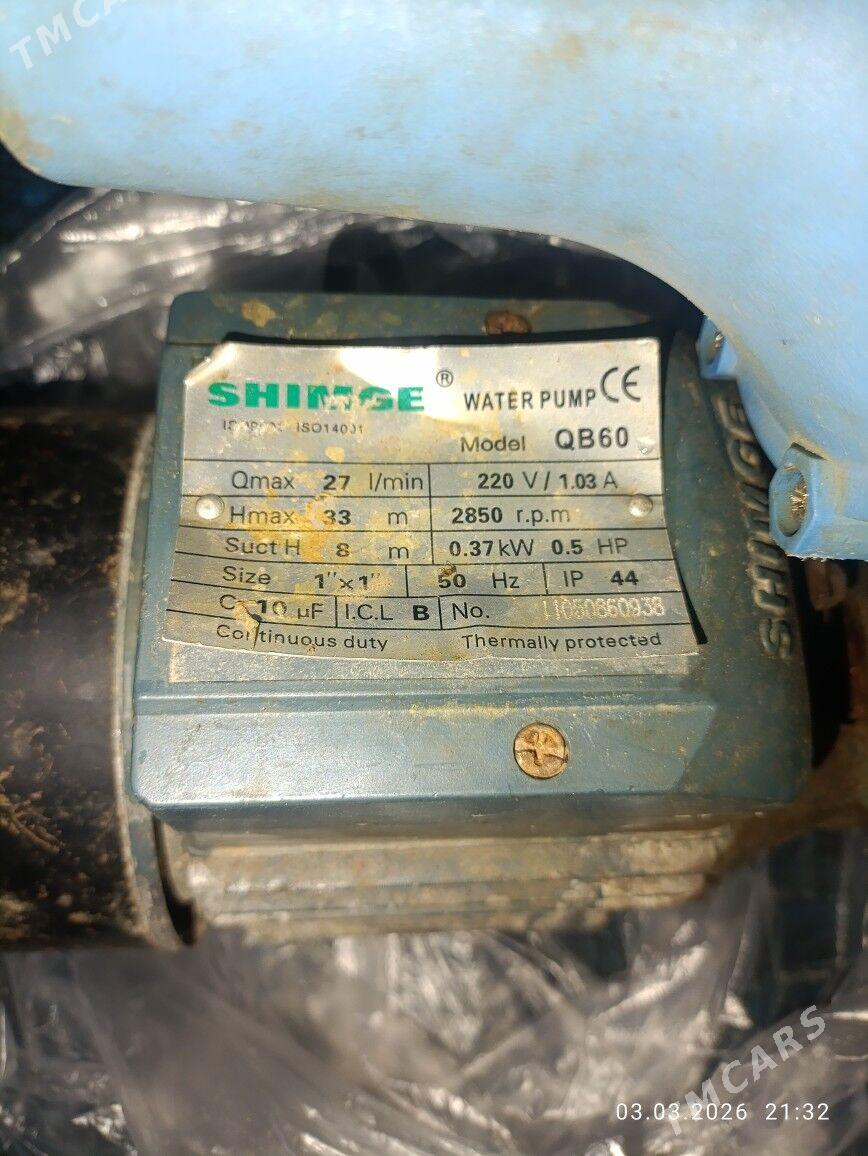 TMCARS
SHIMGE ® WATER PUMP CE
ISO14001
Model QB60
Qmax 27 l/min 220 V/ 1.03 A
Hmax 33 m 2850 r.p.m
Suct H 8 m 0.37kW 0.5 HP
Size 1"x1" 50 Hz IP 44
10 µF I.C.L B No.
Continuous duty Thermally protected
SHIMGE
TMCARS
03.03.2026 21:32